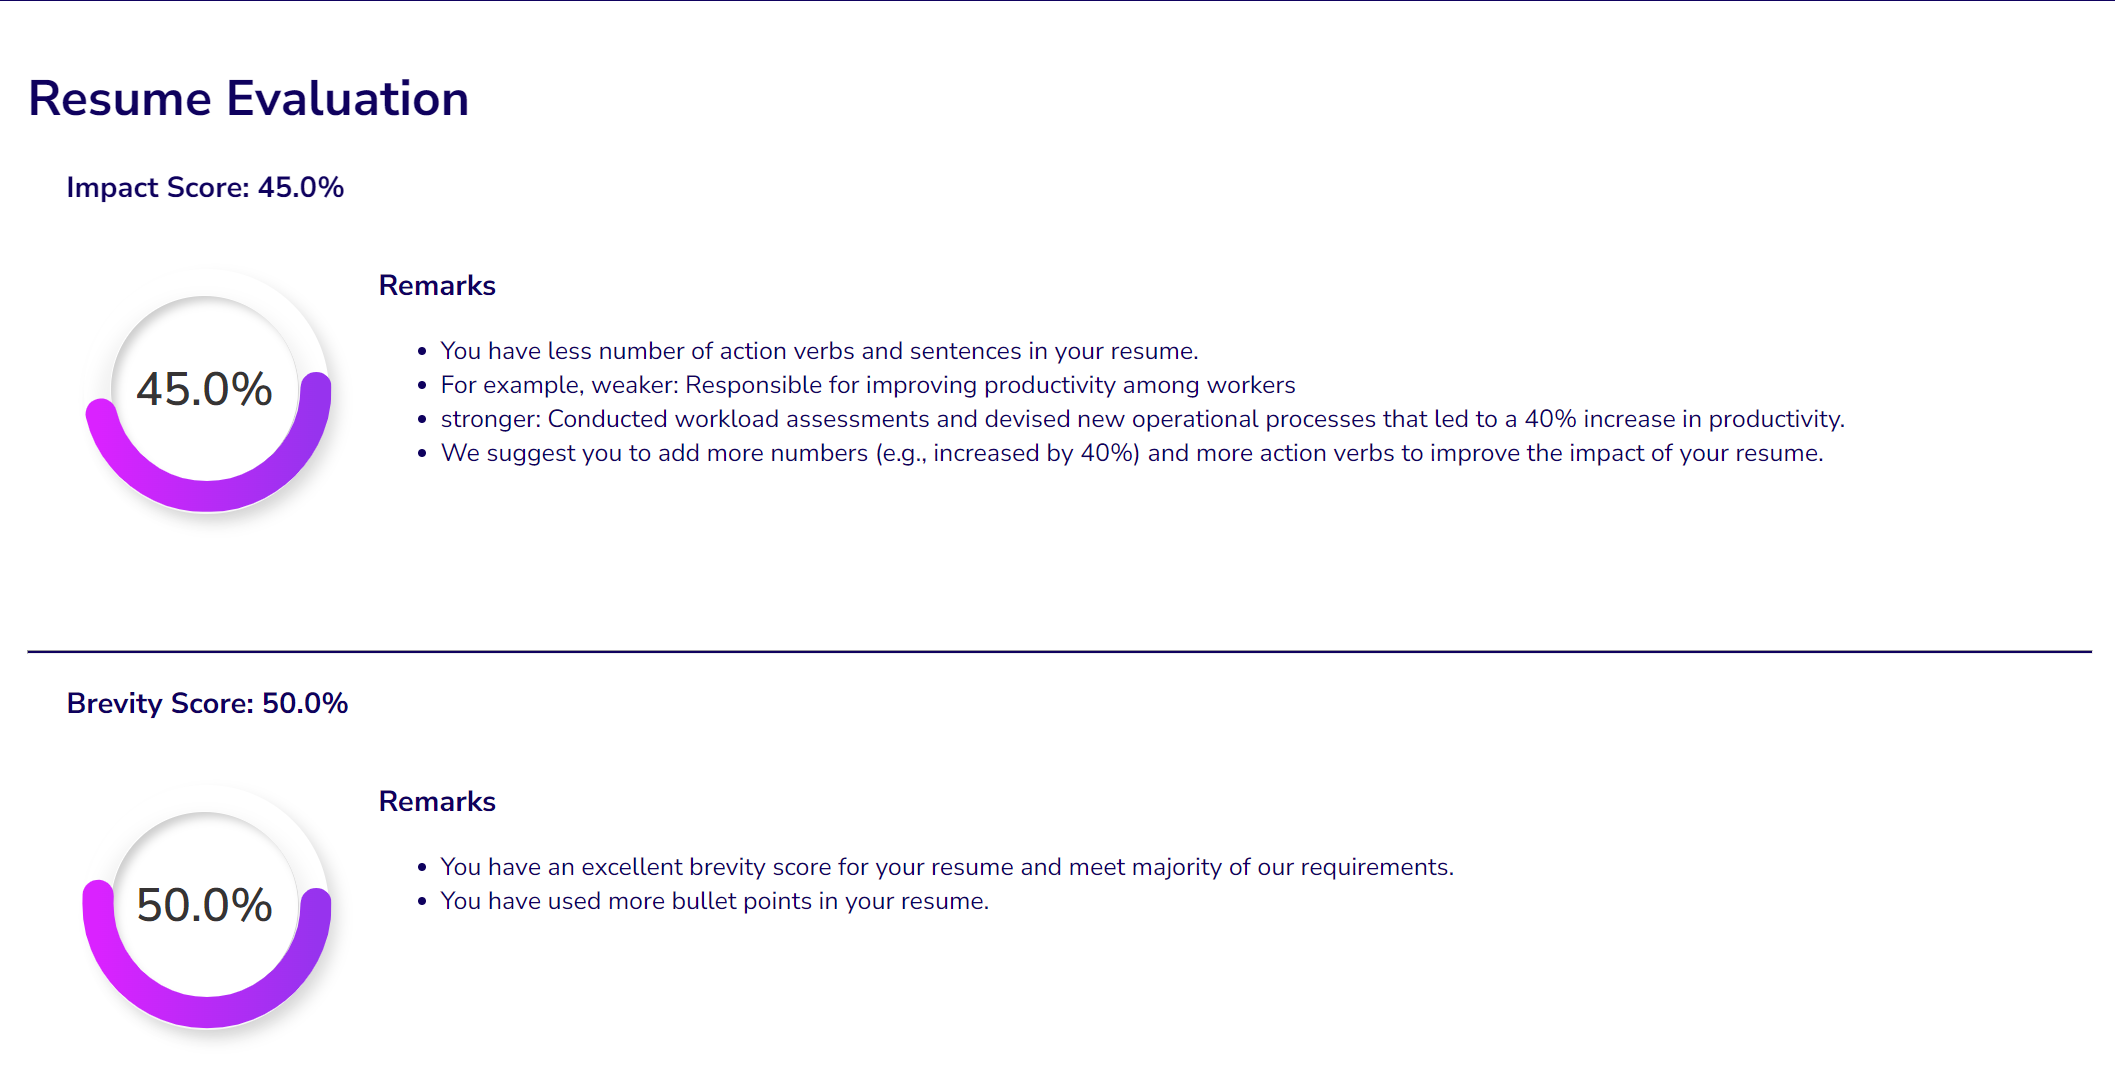 Resume Evaluation
Impact Score: 45.0%
45.0%
Remarks
• You have less number of action verbs and sentences in your resume.
• For example, weaker: Responsible for improving productivity among workers
• stronger: Conducted workload assessments and devised new operational processes that led to a 40% increase in productivity.
• We suggest you to add more numbers (e.g., increased by 40%) and more action verbs to improve the impact of your resume.
Brevity Score: 50.0%
50.0%
Remarks
• You have an excellent brevity score for your resume and meet majority of our requirements.
• You have used more bullet points in your resume.